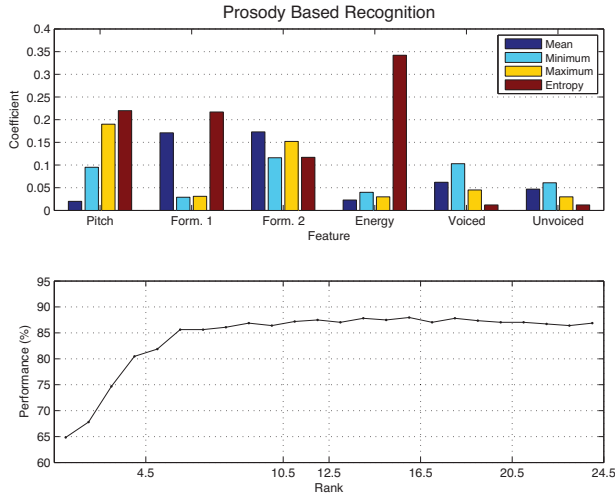 Prosody Based Recognition
0.4
0.35
0.3
0.25
0.2
0.15
0.1
0.05
0
Coefficient
Mean
Minimum
Maximum
Entropy
Pitch Form. 1 Form. 2 Energy Voiced Unvoiced
Feature
95
90
85
80
75
70
65
60
Performance (%)
4.5 10.5 12.5 16.5 20.5 24.5
Rank